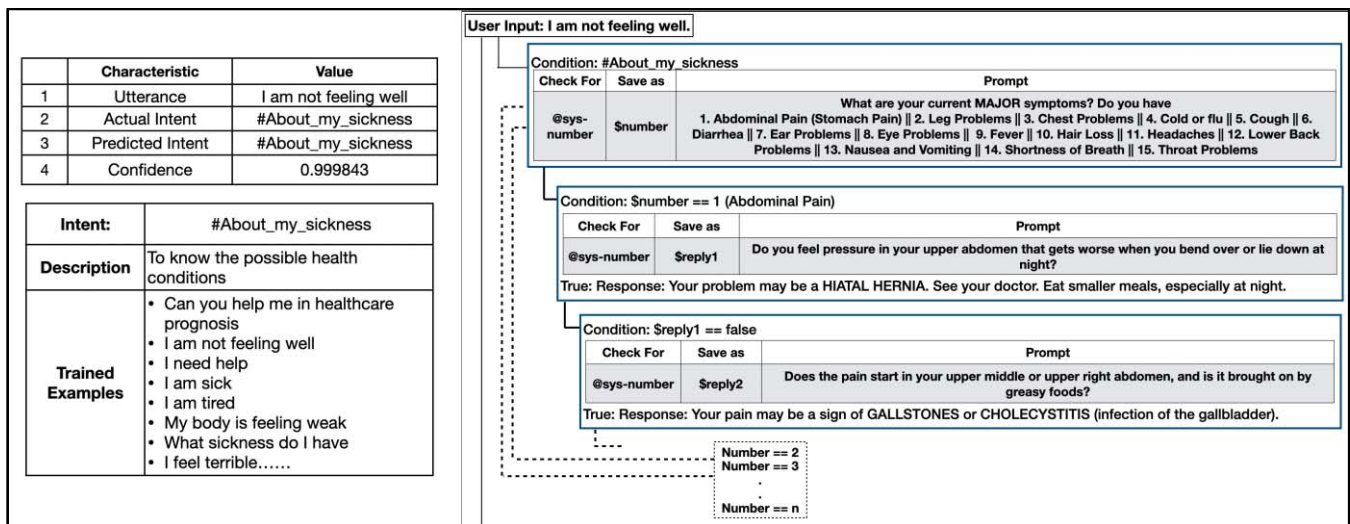 Characteristic Value
1 Utterance I am not feeling well
2 Actual Intent #About_my_sickness
3 Predicted Intent #About_my_sickness
4 Confidence 0.999843
Intent: #About_my_sickness
Description To know the possible health
conditions
Trained
Examples
• Can you help me in healthcare
prognosis
• I am not feeling well
• I need help
• I am sick
• I am tired
• My body is feeling weak
• What sickness do I have
• I feel terrible……
User Input: I am not feeling well.
Condition: #About_my_sickness
Check For Save as Prompt
@sys-
number
$number
What are your current MAJOR symptoms? Do you have
1. Abdominal Pain (Stomach Pain) || 2. Leg Problems || 3. Chest Problems || 4. Cold or flu || 5. Cough || 6.
Diarrhea || 7. Ear Problems || 8. Eye Problems || 9. Fever || 10. Hair Loss || 11. Headaches || 12. Lower Back
Problems || 13. Nausea and Vomiting || 14. Shortness of Breath || 15. Throat Problems
Condition: $number == 1 (Abdominal Pain)
Check For Save as Prompt
@sys-number $reply1
Do you feel pressure in your upper abdomen that gets worse when you bend over or lie down at
night?
True: Response: Your problem may be a HIATAL HERNIA. See your doctor. Eat smaller meals, especially at night.
Condition: $reply1 == false
Check For Save as Prompt
@sys-number $reply2
Does the pain start in your upper middle or upper right abdomen, and is it brought on by
greasy foods?
True: Response: Your pain may be a sign of GALLSTONES or CHOLECYSTITIS (infection of the gallbladder).
Number == 2
Number == 3
.
.
Number == n